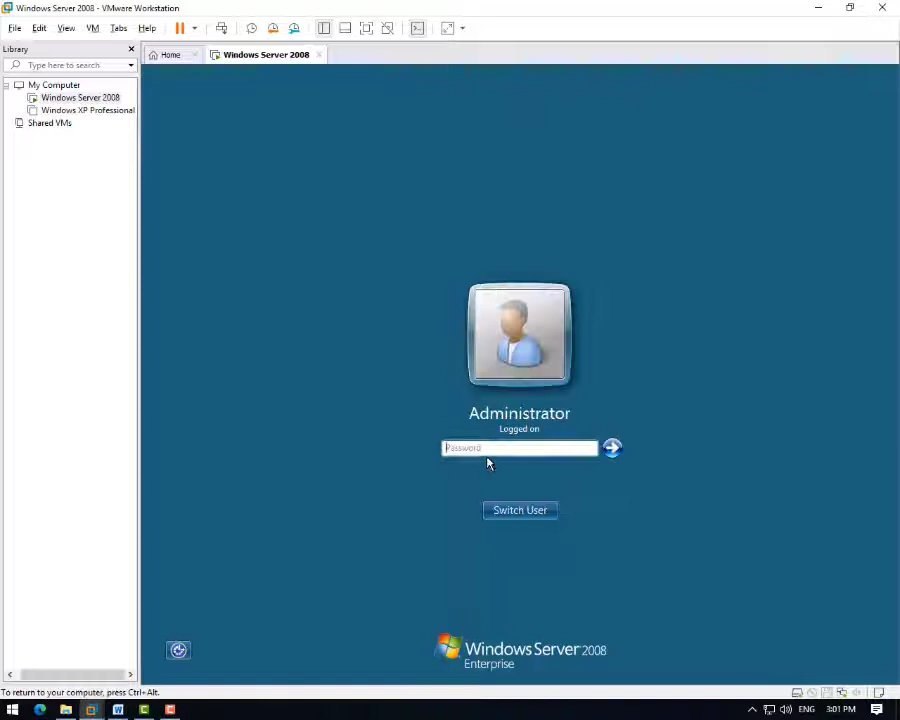 Windows Server 2008 - VMware Workstation
File Edit View VM Tabs Help
Library
Home
Windows Server 2008
Type here to search
My Computer
Windows Server 2008
Windows XP Professional
Shared VMs
Administrator
Logged on
Password
Switch User
Windows Server 2008
Enterprise
To return to your computer, press Ctrl+Alt.
ENG
3:01 PM